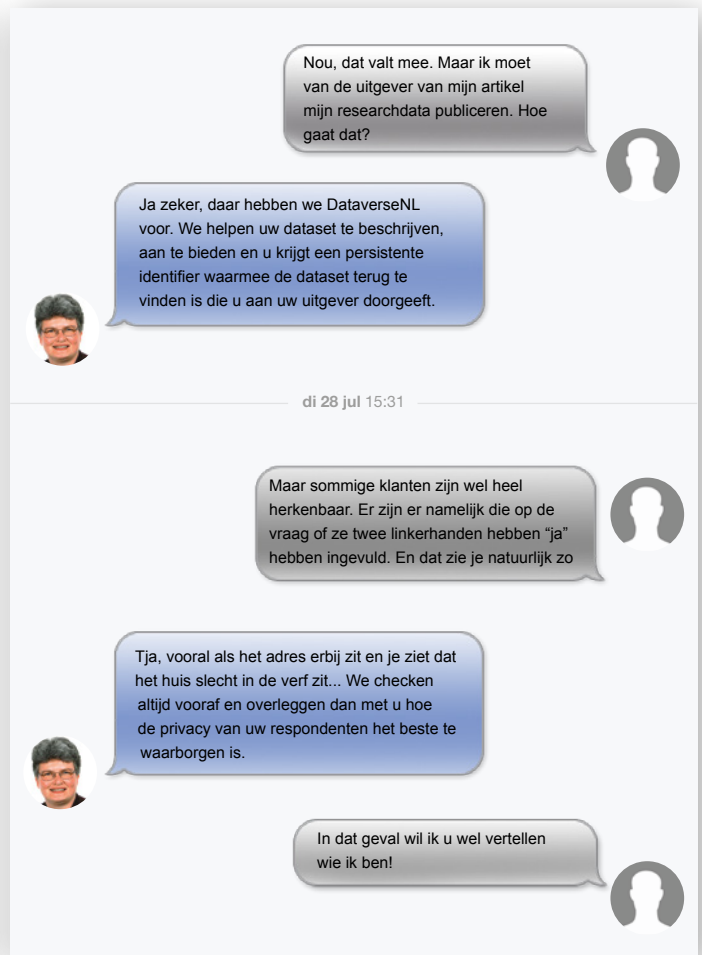 Nou, dat valt mee. Maar ik moet
van de uitgever van mijn artikel
mijn researchdata publiceren. Hoe
gaat dat?
Ja zeker, daar hebben we DataverseNL
voor. We helpen uw dataset te beschrijven,
aan te bieden en u krijgt een persistente
identifier waarmee de dataset terug te
vinden is die u aan uw uitgever doorgeeft.
di 28 jul 15:31
Maar sommige klanten zijn wel heel
herkenbaar. Er zijn er namelijk die op de
vraag of ze twee linkerhanden hebben “ja”
hebben ingevuld. En dat zie je natuurlijk zo
Tja, vooral als het adres erbij zit en je ziet dat
het huis slecht in de verf zit... We checken
altijd vooraf en overleggen dan met u hoe
de privacy van uw respondenten het beste te
waarborgen is.
In dat geval wil ik u wel vertellen
wie ik ben!